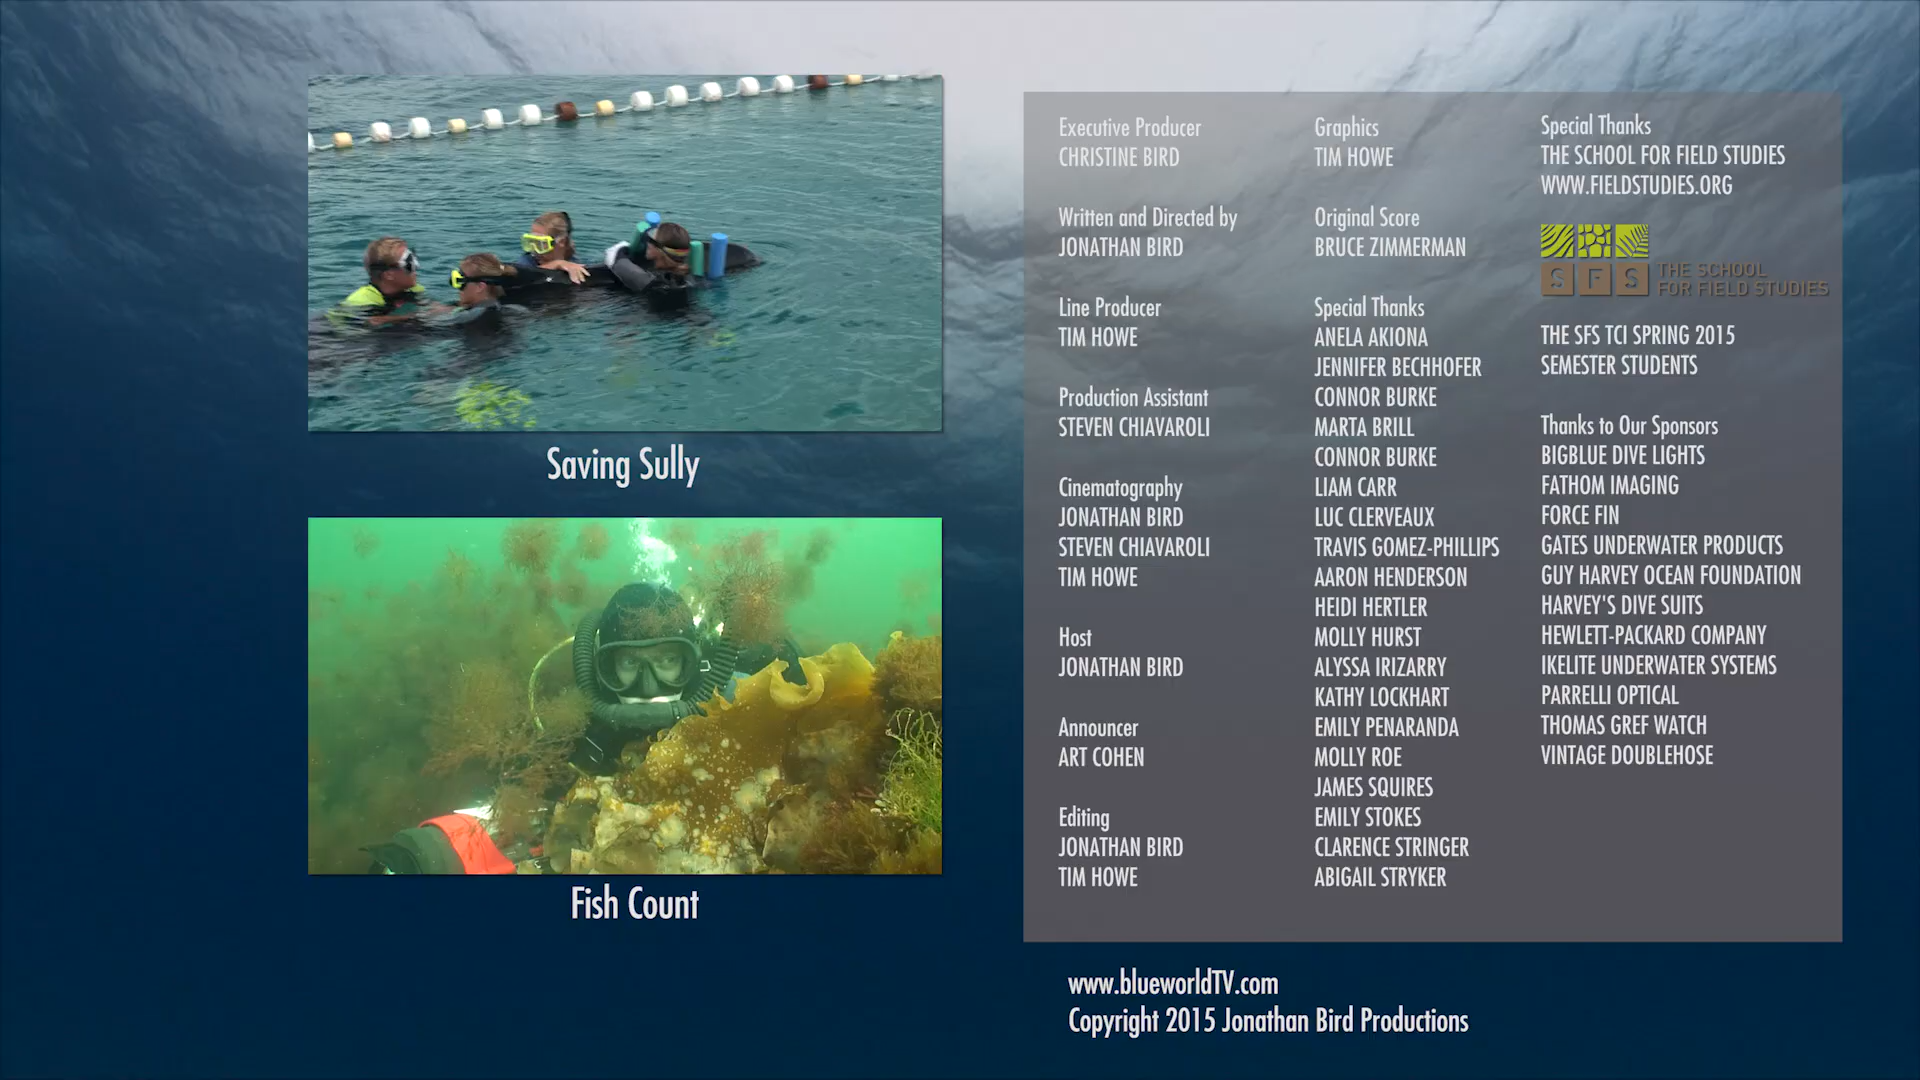 Saving Sully
Fish Count
Executive Producer
CHRISTINE BIRD
Written and Directed by
JONATHAN BIRD
Line Producer
TIM HOWE
Production Assistant
STEVEN CHIAVAROLI
Cinematography
JONATHAN BIRD
STEVEN CHIAVAROLI
TIM HOWE
Host
JONATHAN BIRD
Announcer
ART COHEN
Editing
JONATHAN BIRD
TIM HOWE
Graphics
TIM HOWE
Original Score
BRUCE ZIMMERMAN
Special Thanks
ANELA AKIONA
JENNIFER BECHHOFER
CONNOR BURKE
MARTA BRILL
CONNOR BURKE
LIAM CARR
LUC CLERVEAUX
TRAVIS GOMEZ-PHILLIPS
AARON HENDERSON
HEIDI HERTLER
MOLLY HURST
ALYSSA IRIZARRY
KATHY LOCKHART
EMILY PENARANDA
MOLLY ROE
JAMES SQUIRES
EMILY STOKES
CLARENCE STRINGER
ABIGAIL STRYKER
Special Thanks
THE SCHOOL FOR FIELD STUDIES
WWW.FIELDSTUDIES.ORG
SFS THE SCHOOL
FOR FIELD STUDIES
THE SFS TCI SPRING 2015
SEMESTER STUDENTS
Thanks to Our Sponsors
BIGBLUE DIVE LIGHTS
FATHOM IMAGING
FORCE FIN
GATES UNDERWATER PRODUCTS
GUY HARVEY OCEAN FOUNDATION
HARVEY'S DIVE SUITS
HEWLETT-PACKARD COMPANY
IKELITE UNDERWATER SYSTEMS
PARRELLI OPTICAL
THOMAS GREF WATCH
VINTAGE DOUBLEHOSE
www.blueworldTV.com
Copyright 2015 Jonathan Bird Productions